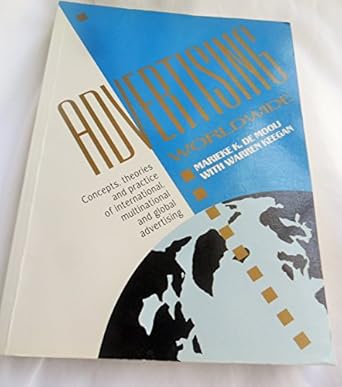 ADVERTISING
WORLDWIDE
MARIEKE K. DE MOOIJ
WITH WARREN KEEGAN
Concepts, theories
and practice
of international,
multinational
and global
advertising